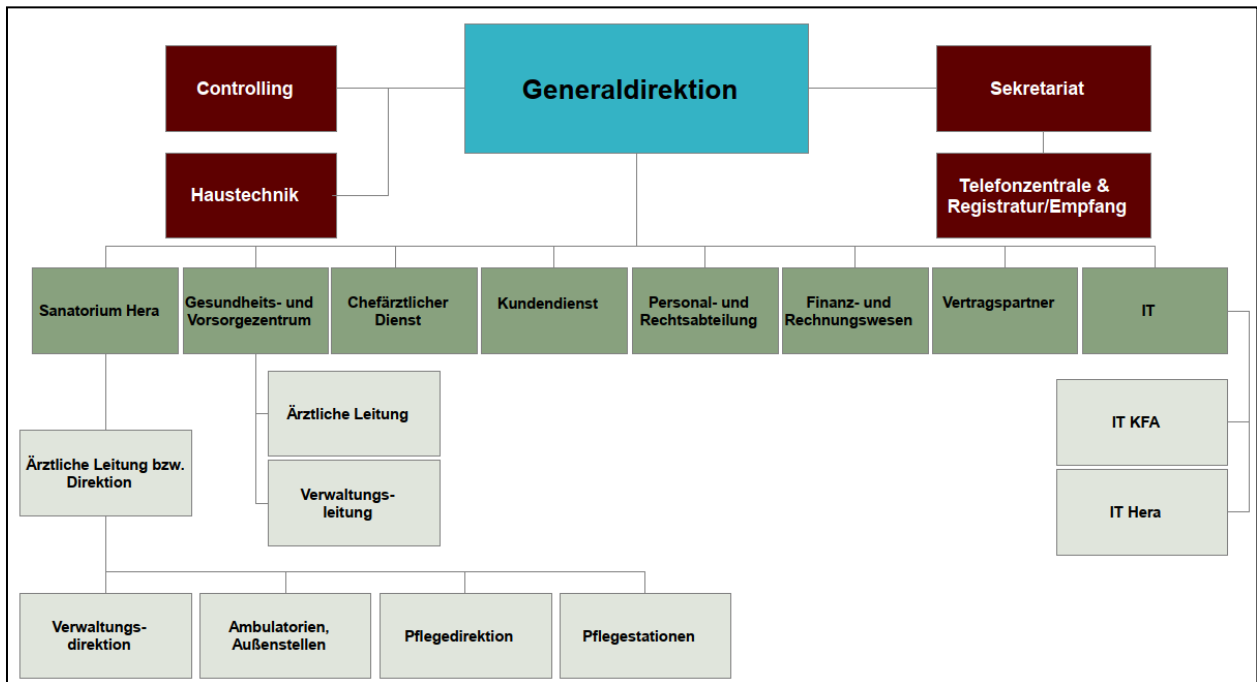 Generaldirektion
Controlling
Sekretariat
Haustechnik
Telefonzentrale &
Registratur/Empfang
Sanatorium Hera
Gesundheits- und
Vorsorgezentrum
Chefärztlicher
Dienst
Kundendienst
Personal- und
Rechtsabteilung
Finanz- und
Rechnungswesen
Vertragspartner
IT
Ärztliche Leitung
Verwaltungs-
leitung
IT KFA
IT Hera
Ärztliche Leitung bzw.
Direktion
Verwaltungs-
direktion
Ambulatorien,
Außenstellen
Pflegedirektion
Pflegestationen